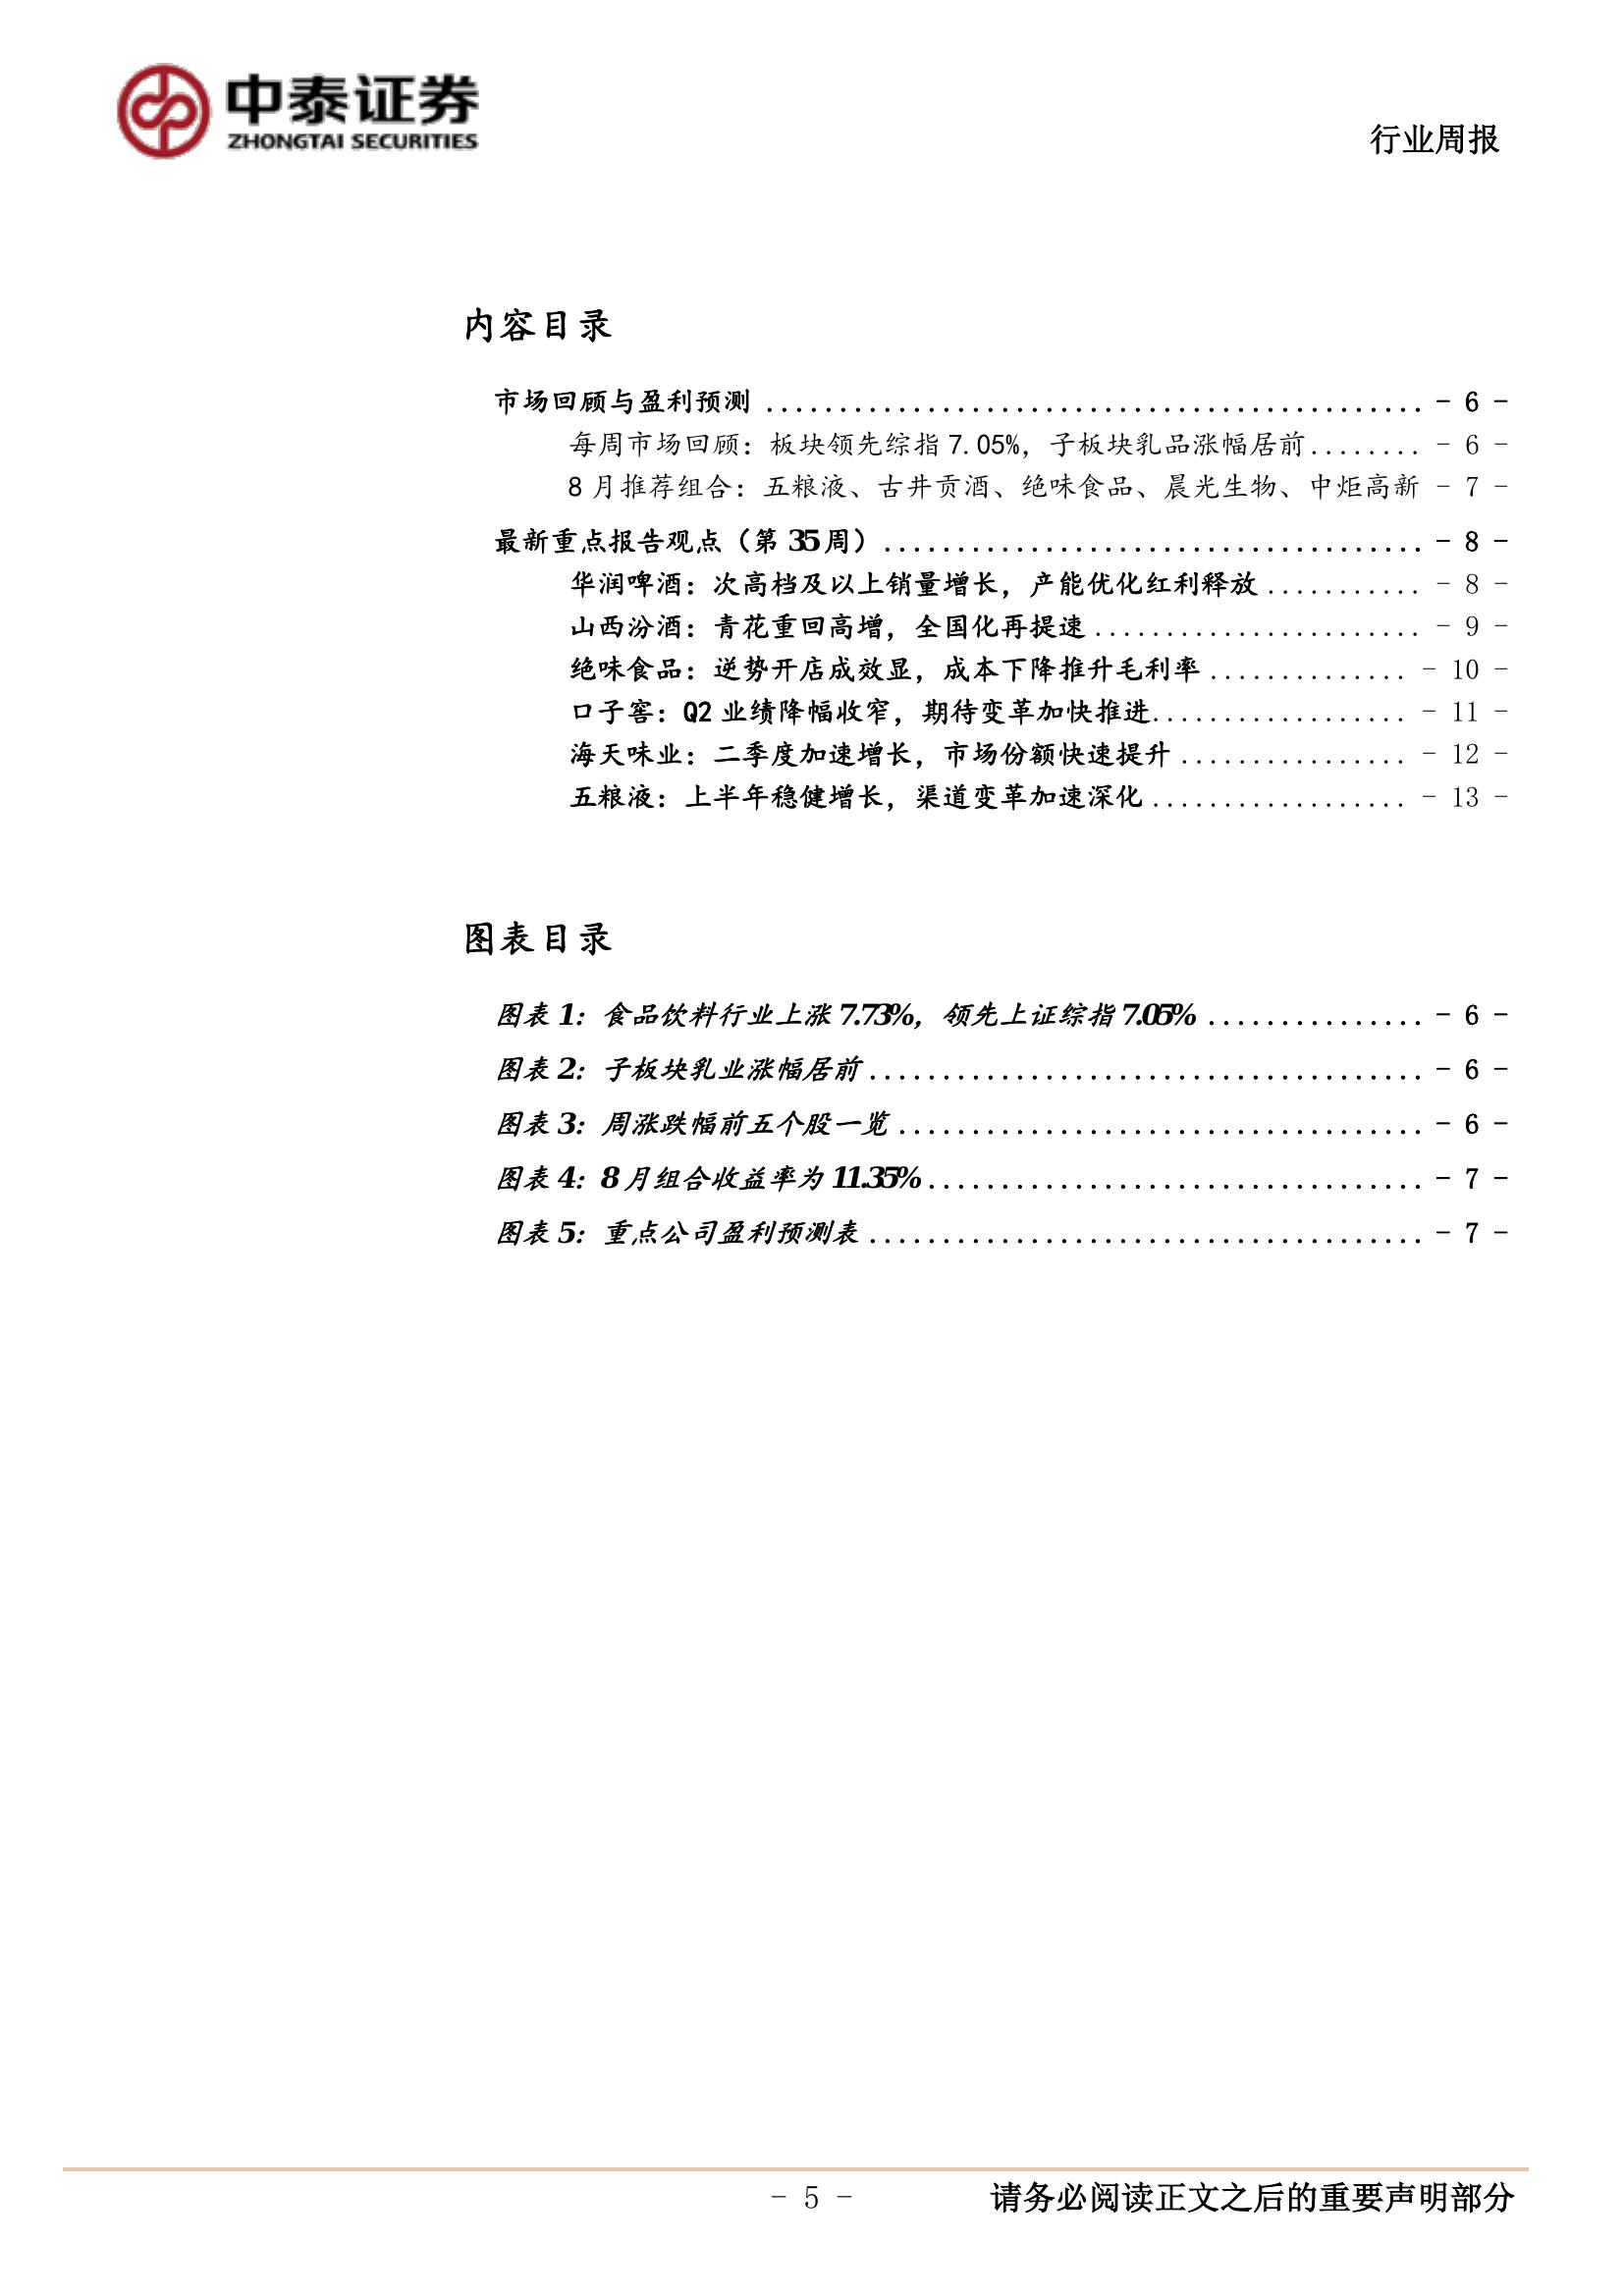 中泰证券
ZHONGTAI SECURITIES
行业周报
内容目录
市场回顾与盈利预测 ............................................. - 6 -
每周市场回顾：板块领先综指 7.05%，子板块乳品涨幅居前........ - 6 -
8 月推荐组合：五粮液、古井贡酒、绝味食品、晨光生物、中炬高新 - 7 -
最新重点报告观点（第 35 周）..................................... - 8 -
华润啤酒：次高档及以上销量增长，产能优化红利释放 ........... - 8 -
山西汾酒：青花重回高增，全国化再提速 ....................... - 9 -
绝味食品：逆势开店成效显，成本下降推升毛利率 .............. - 10 -
口子窖：Q2 业绩降幅收窄，期待变革加快推进.................. - 11 -
海天味业：二季度加速增长，市场份额快速提升 ................ - 12 -
五粮液：上半年稳健增长，渠道变革加速深化 .................. - 13 -
图表目录
图表 1：食品饮料行业上涨 7.73%，领先上证综指 7.05% ............... - 6 -
图表 2：子板块乳业涨幅居前 ...................................... - 6 -
图表 3：周涨跌幅前五个股一览 .................................... - 6 -
图表 4：8 月组合收益率为 11.35% .................................. - 7 -
图表 5：重点公司盈利预测表 ...................................... - 7 -
- 5 -
请务必阅读正文之后的重要声明部分